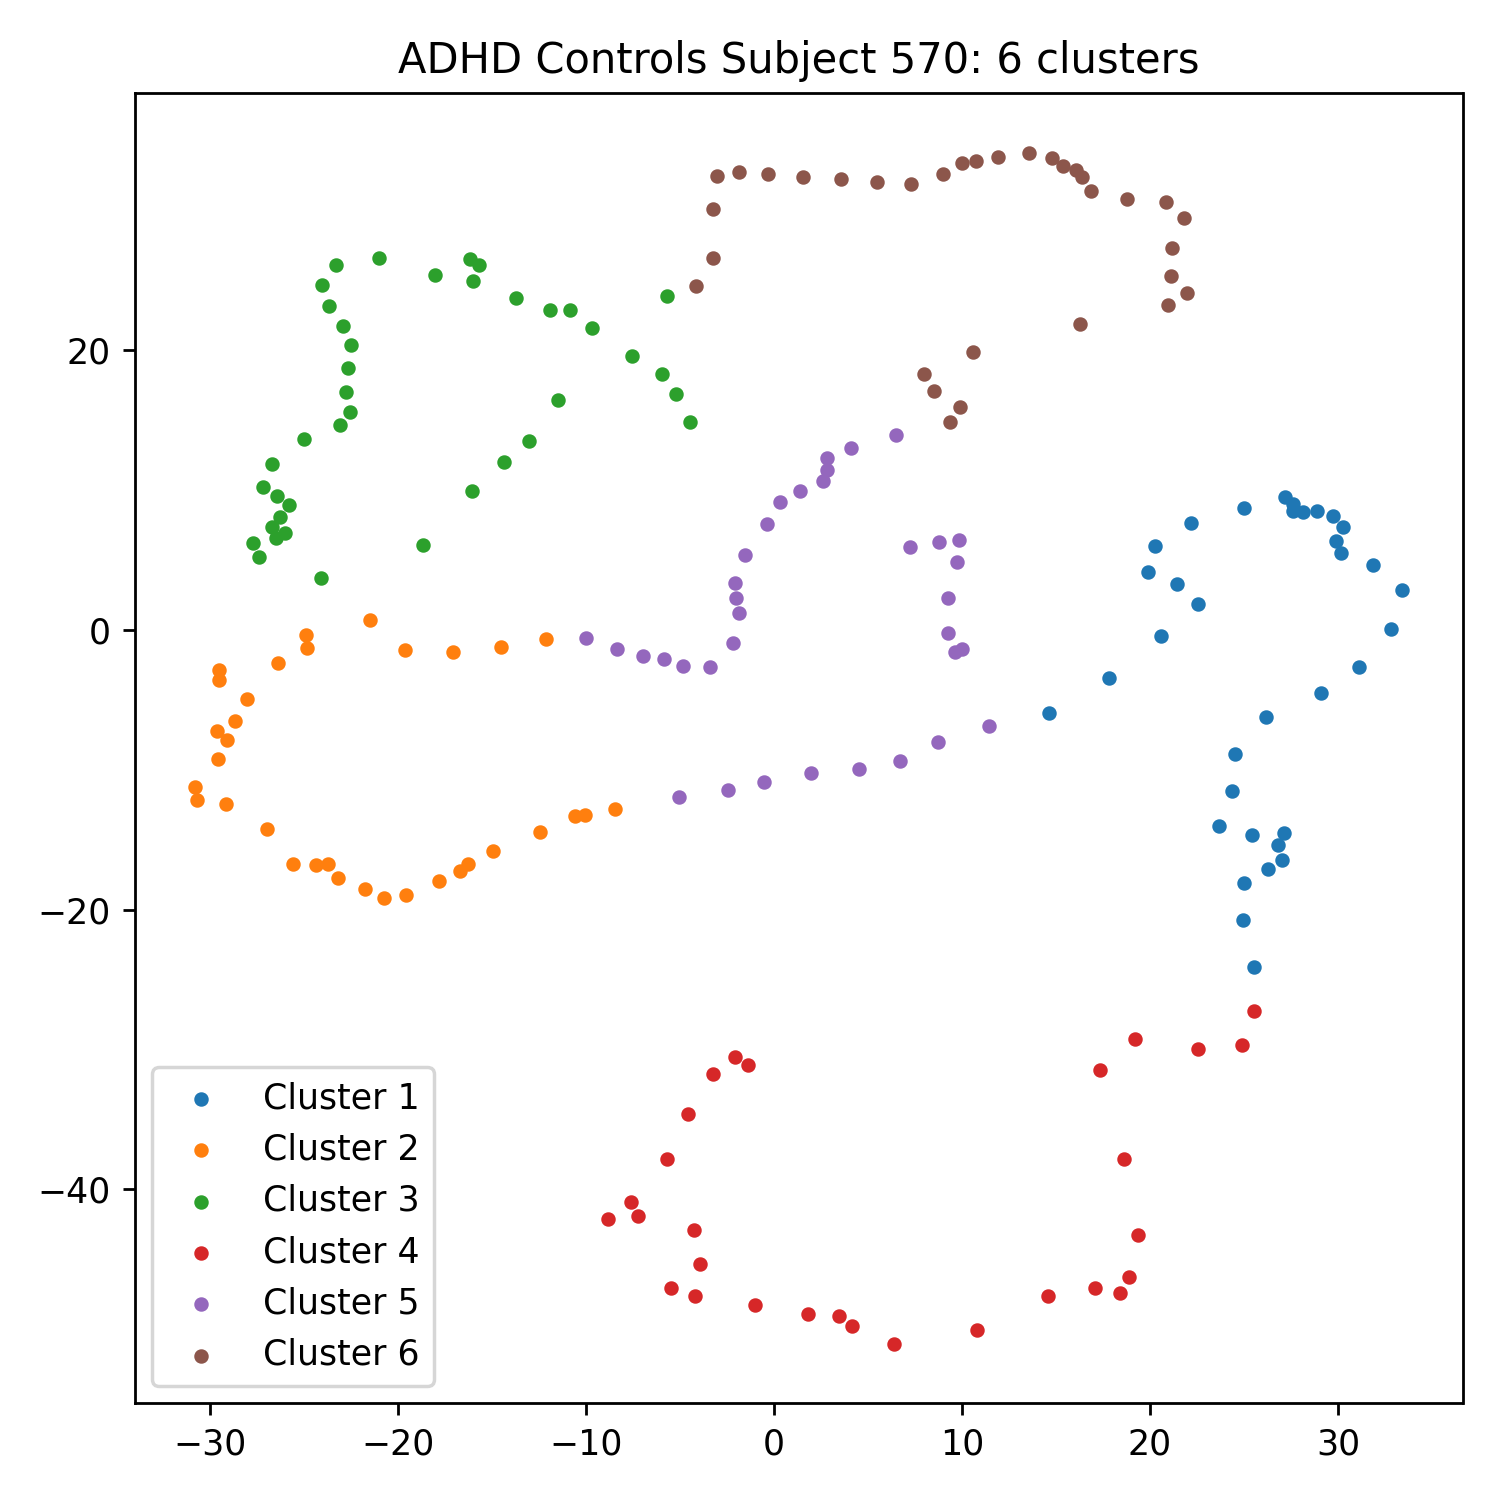 ADHD Controls Subject 570: 6 clusters
20
0
−20
−40
Cluster 1
Cluster 2
Cluster 3
Cluster 4
Cluster 5
Cluster 6
−30 −20 −10 0 10 20 30